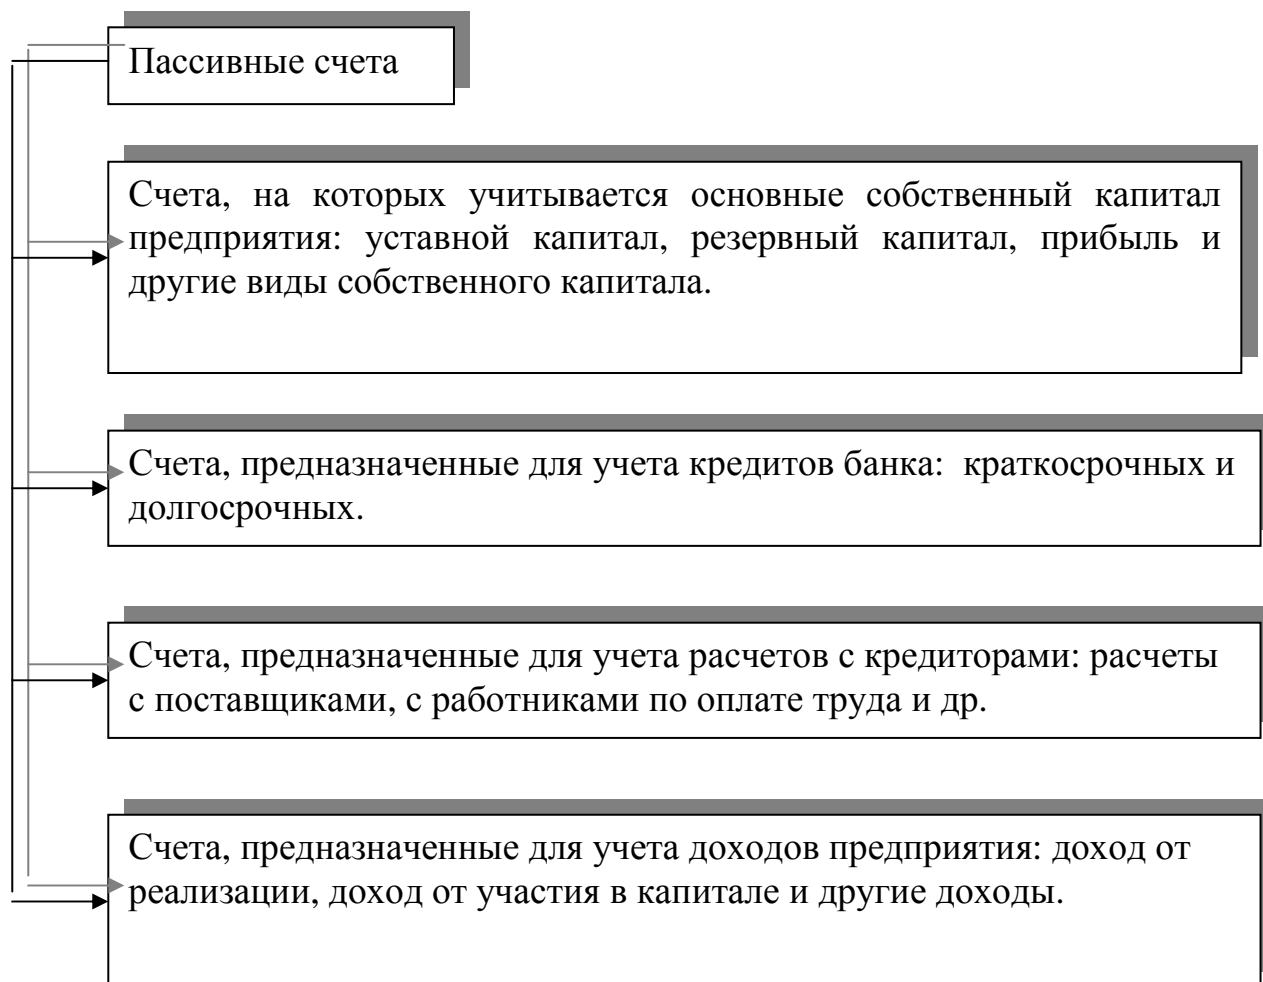 Пассивные счета
Счета, на которых учитывается основные собственный капитал
предприятия: уставной капитал, резервный капитал, прибыль и
другие виды собственного капитала.
Счета, предназначенные для учета кредитов банка: краткосрочных и
долгосрочных.
Счета, предназначенные для учета расчетов с кредиторами: расчеты
с поставщиками, с работниками по оплате труда и др.
Счета, предназначенные для учета доходов предприятия: доход от
реализации, доход от участия в капитале и другие доходы.